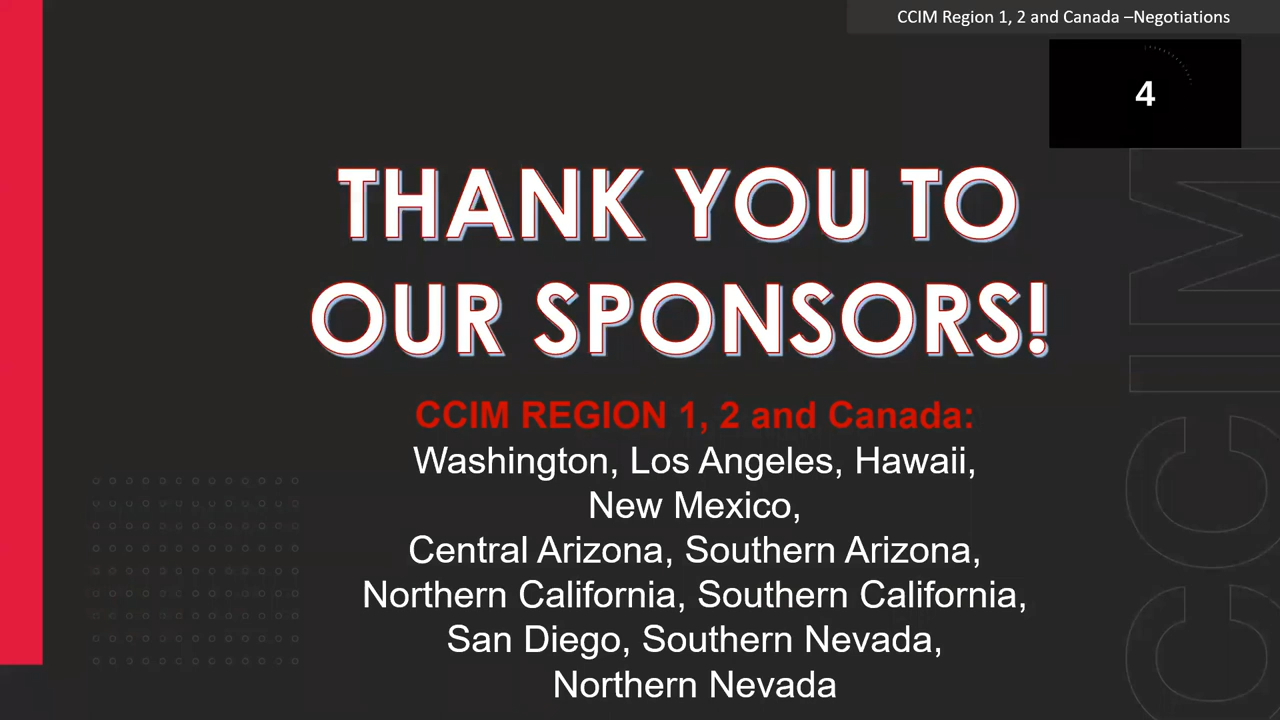 CCIM Region 1, 2 and Canada –Negotiations
4
THANK YOU TO
OUR SPONSORS!
CCIM REGION 1, 2 and Canada:
Washington, Los Angeles, Hawaii,
New Mexico,
Central Arizona, Southern Arizona,
Northern California, Southern California,
San Diego, Southern Nevada,
Northern Nevada
CCIM